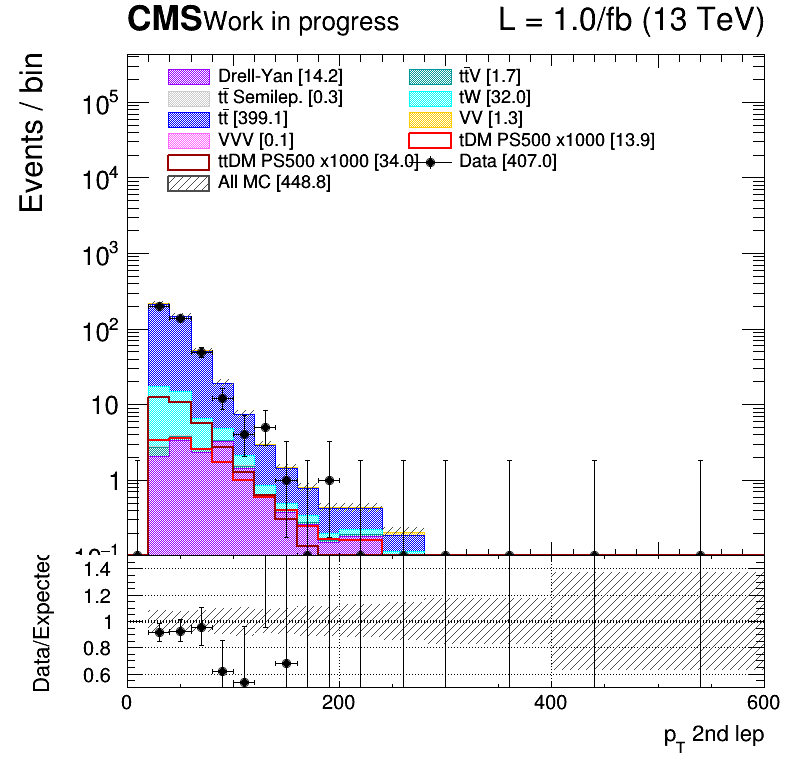 CMS Work in progress L = 1.0/fb (13 TeV)
Events / bin
Drell-Yan [14.2]
tt̄V [1.7]
tt̄ Semilep. [0.3]
tW [32.0]
tt̄ [399.1]
VV [1.3]
VVV [0.1]
tDM PS500 x1000 [13.9]
ttDM PS500 x1000 [34.0]
Data [407.0]
All MC [448.8]
10⁵
10⁴
10³
10²
10
1
10⁻¹
Data/Expected
1.4
1.2
1
0.8
0.6
0 200 400 600
p_T 2nd lep